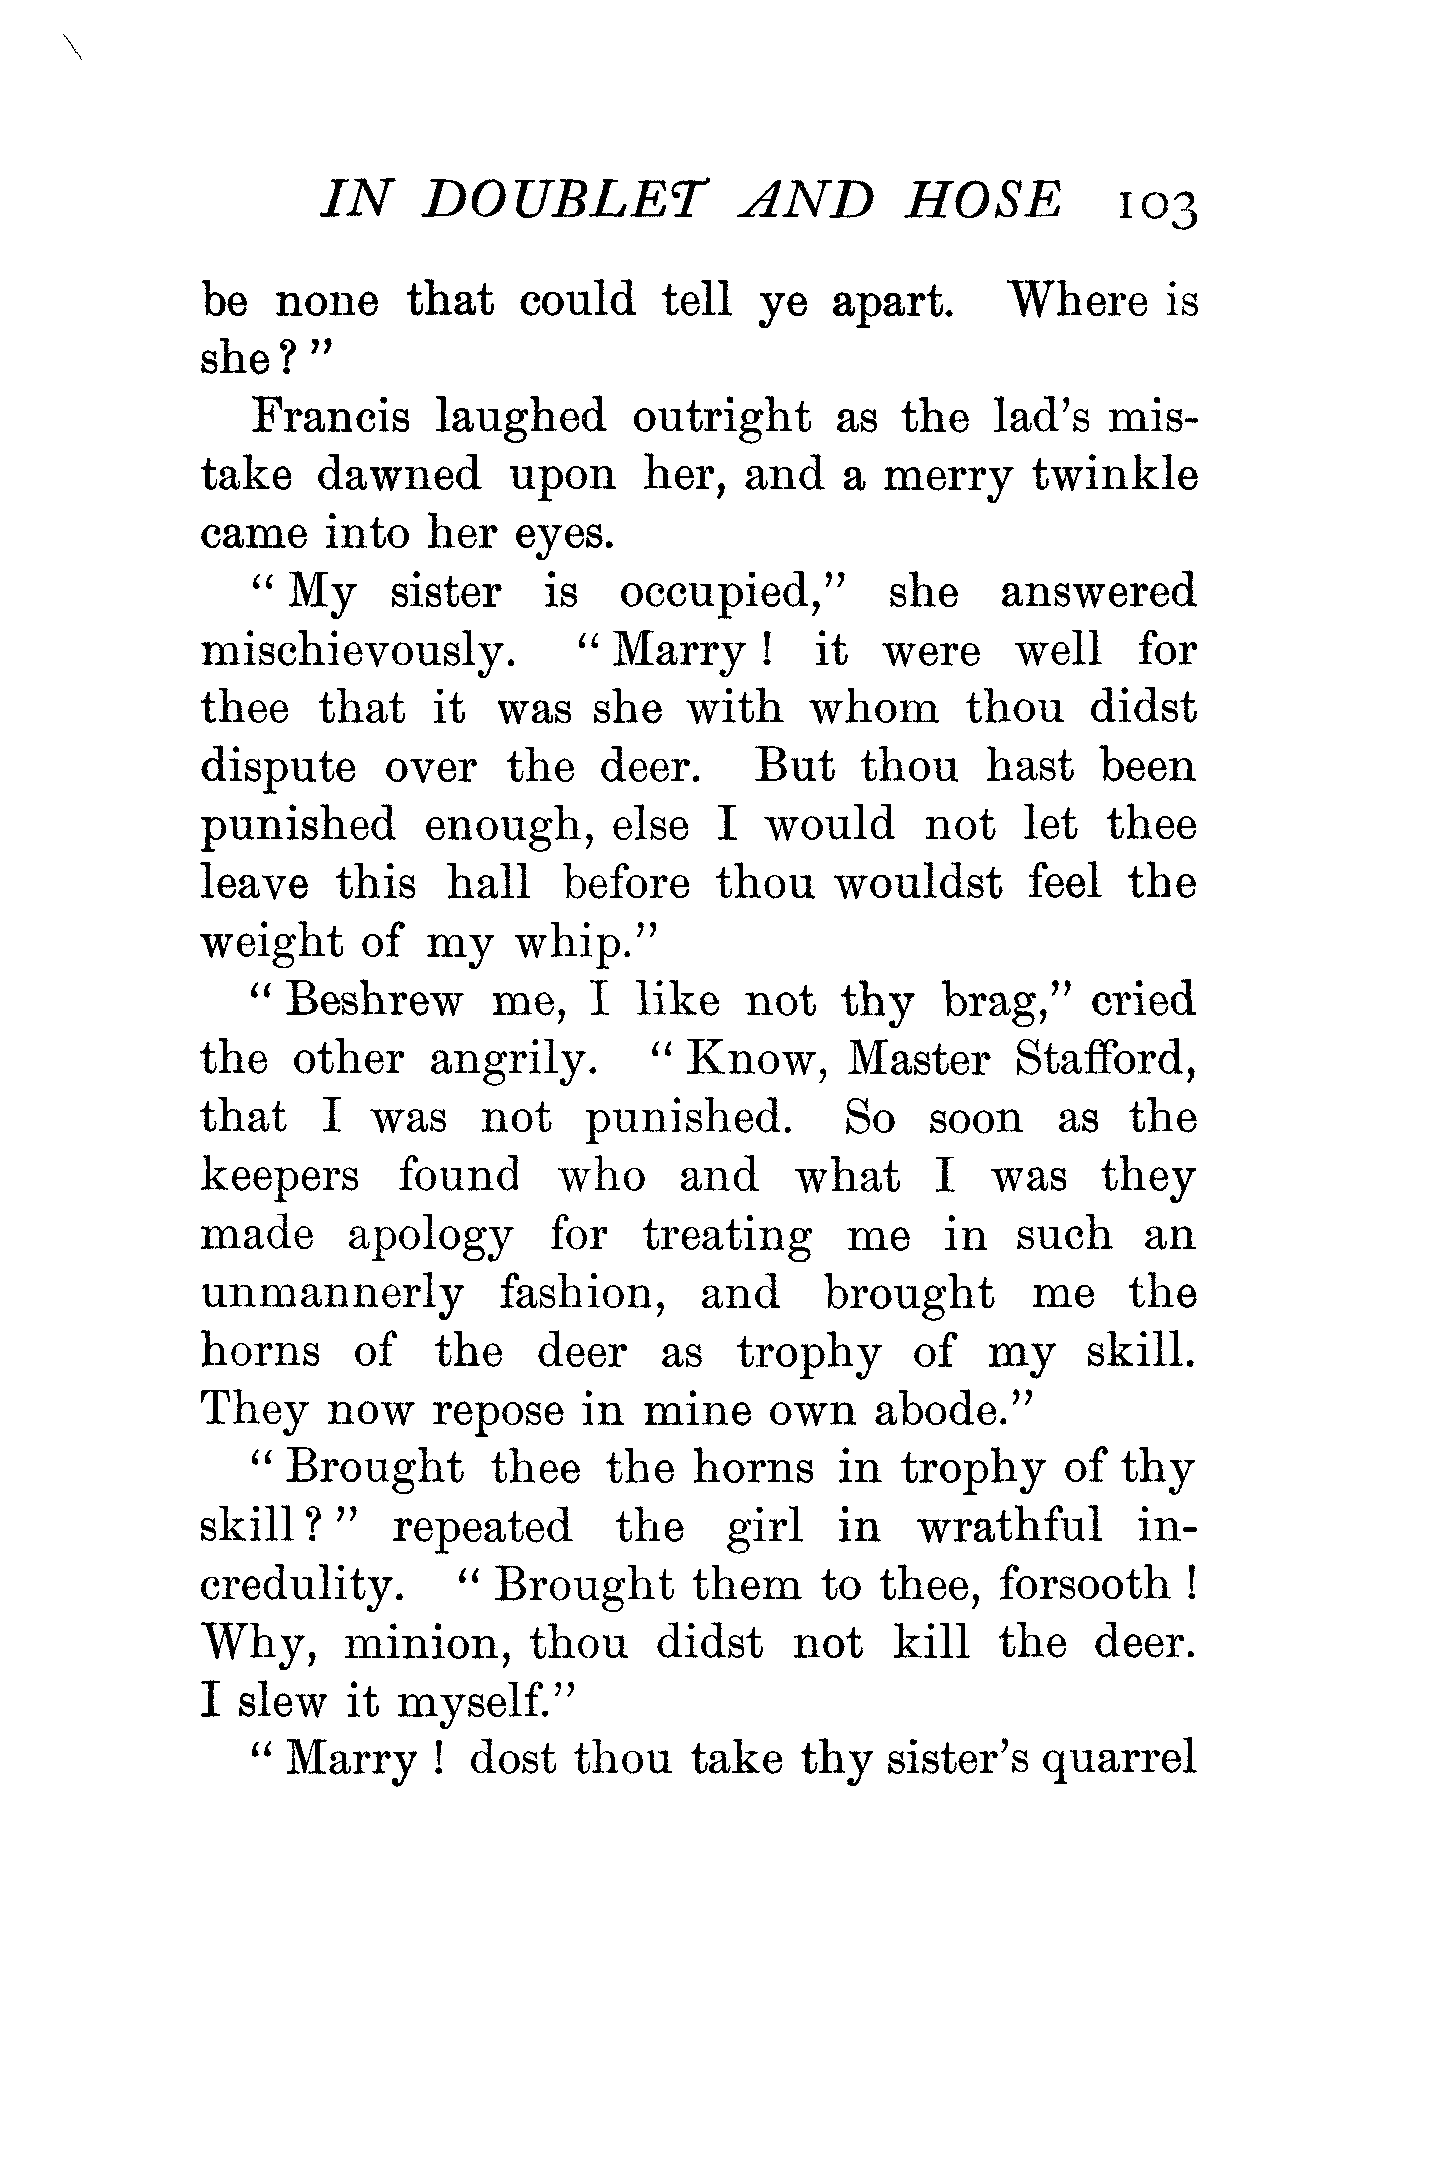 IN DOUBLET AND HOSE 103
be none that could tell ye apart. Where is
she?"
Francis laughed outright as the lad's mis-
take dawned upon her, and a merry twinkle
came into her eyes.
"My sister is occupied," she answered
mischievously. "Marry! it were well for
thee that it was she with whom thou didst
dispute over the deer. But thou hast been
punished enough, else I would not let thee
leave this hall before thou wouldst feel the
weight of my whip."
"Beshrew me, I like not thy brag," cried
the other angrily. "Know, Master Stafford,
that I was not punished. So soon as the
keepers found who and what I was they
made apology for treating me in such an
unmannerly fashion, and brought me the
horns of the deer as trophy of my skill.
They now repose in mine own abode."
"Brought thee the horns in trophy of thy
skill?" repeated the girl in wrathful in-
credulity. "Brought them to thee, forsooth!
Why, minion, thou didst not kill the deer.
I slew it myself."
"Marry! dost thou take thy sister's quarrel